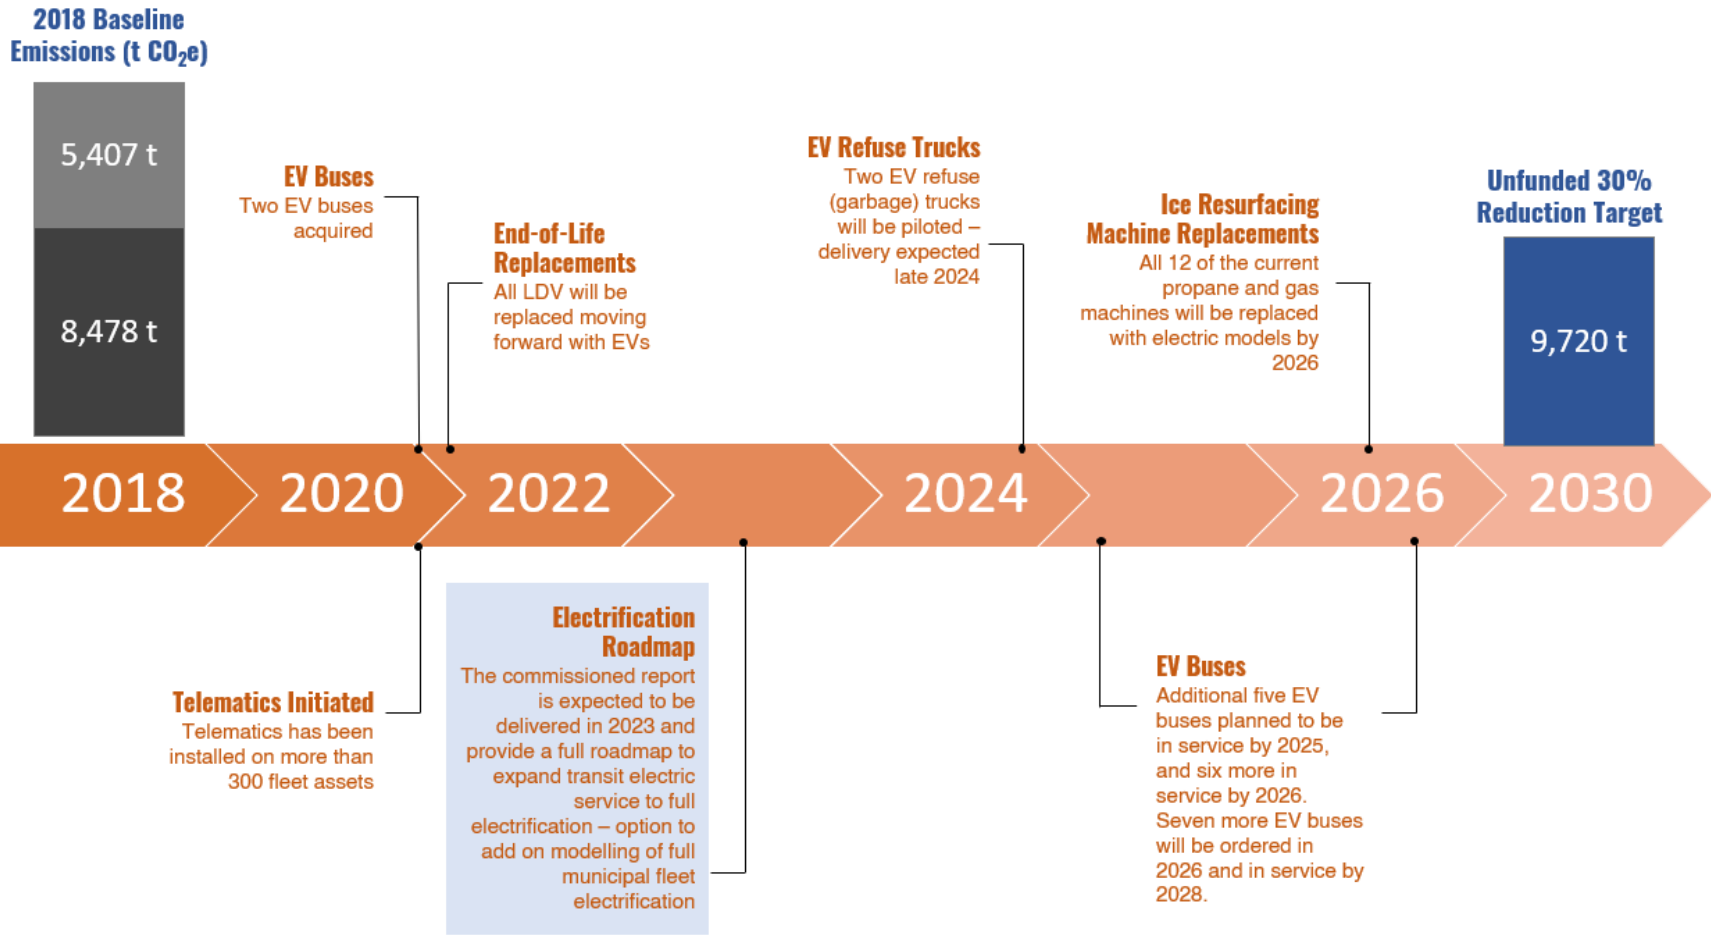 2018 Baseline
Emissions (t CO₂e)
5,407 t
8,478 t
EV Buses
Two EV buses
acquired
End-of-Life
Replacements
All LDV will be
replaced moving
forward with EVs
EV Refuse Trucks
Two EV refuse
(garbage) trucks
will be piloted –
delivery expected
late 2024
Ice Resurfacing
Machine Replacements
All 12 of the current
propane and gas
machines will be replaced
with electric models by
2026
Unfunded 30%
Reduction Target
9,720 t
2018
2020
2022
2024
2026
2030
Telematics Initiated
Telematics has been
installed on more than
300 fleet assets
Electrification
Roadmap
The commissioned report
is expected to be
delivered in 2023 and
provide a full roadmap to
expand transit electric
service to full
electrification – option to
add on modelling of full
municipal fleet
electrification
EV Buses
Additional five EV
buses planned to be
in service by 2025,
and six more in
service by 2026.
Seven more EV buses
will be ordered in
2026 and in service by
2028.